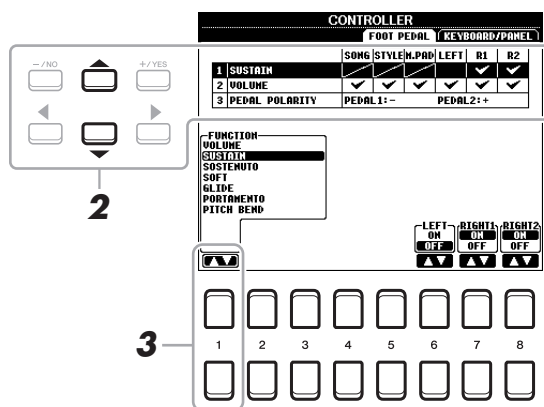 CONTROLLER
FOOT PEDAL KEYBOARD/PANEL
SONG STYLE M.PAD LEFT R1 R2
1 SUSTAIN
2 VOLUME
3 PEDAL POLARITY PEDAL1:- PEDAL2:+
-/NO +/YES
2
FUNCTION
VOLUME
SUSTAIN
SOSTENUTO
SOFT
GLIDE
PORTAMENTO
PITCH BEND
LEFT RIGHT1 RIGHT2
ON ON ON
OFF OFF OFF
3
1 2 3 4 5 6 7 8